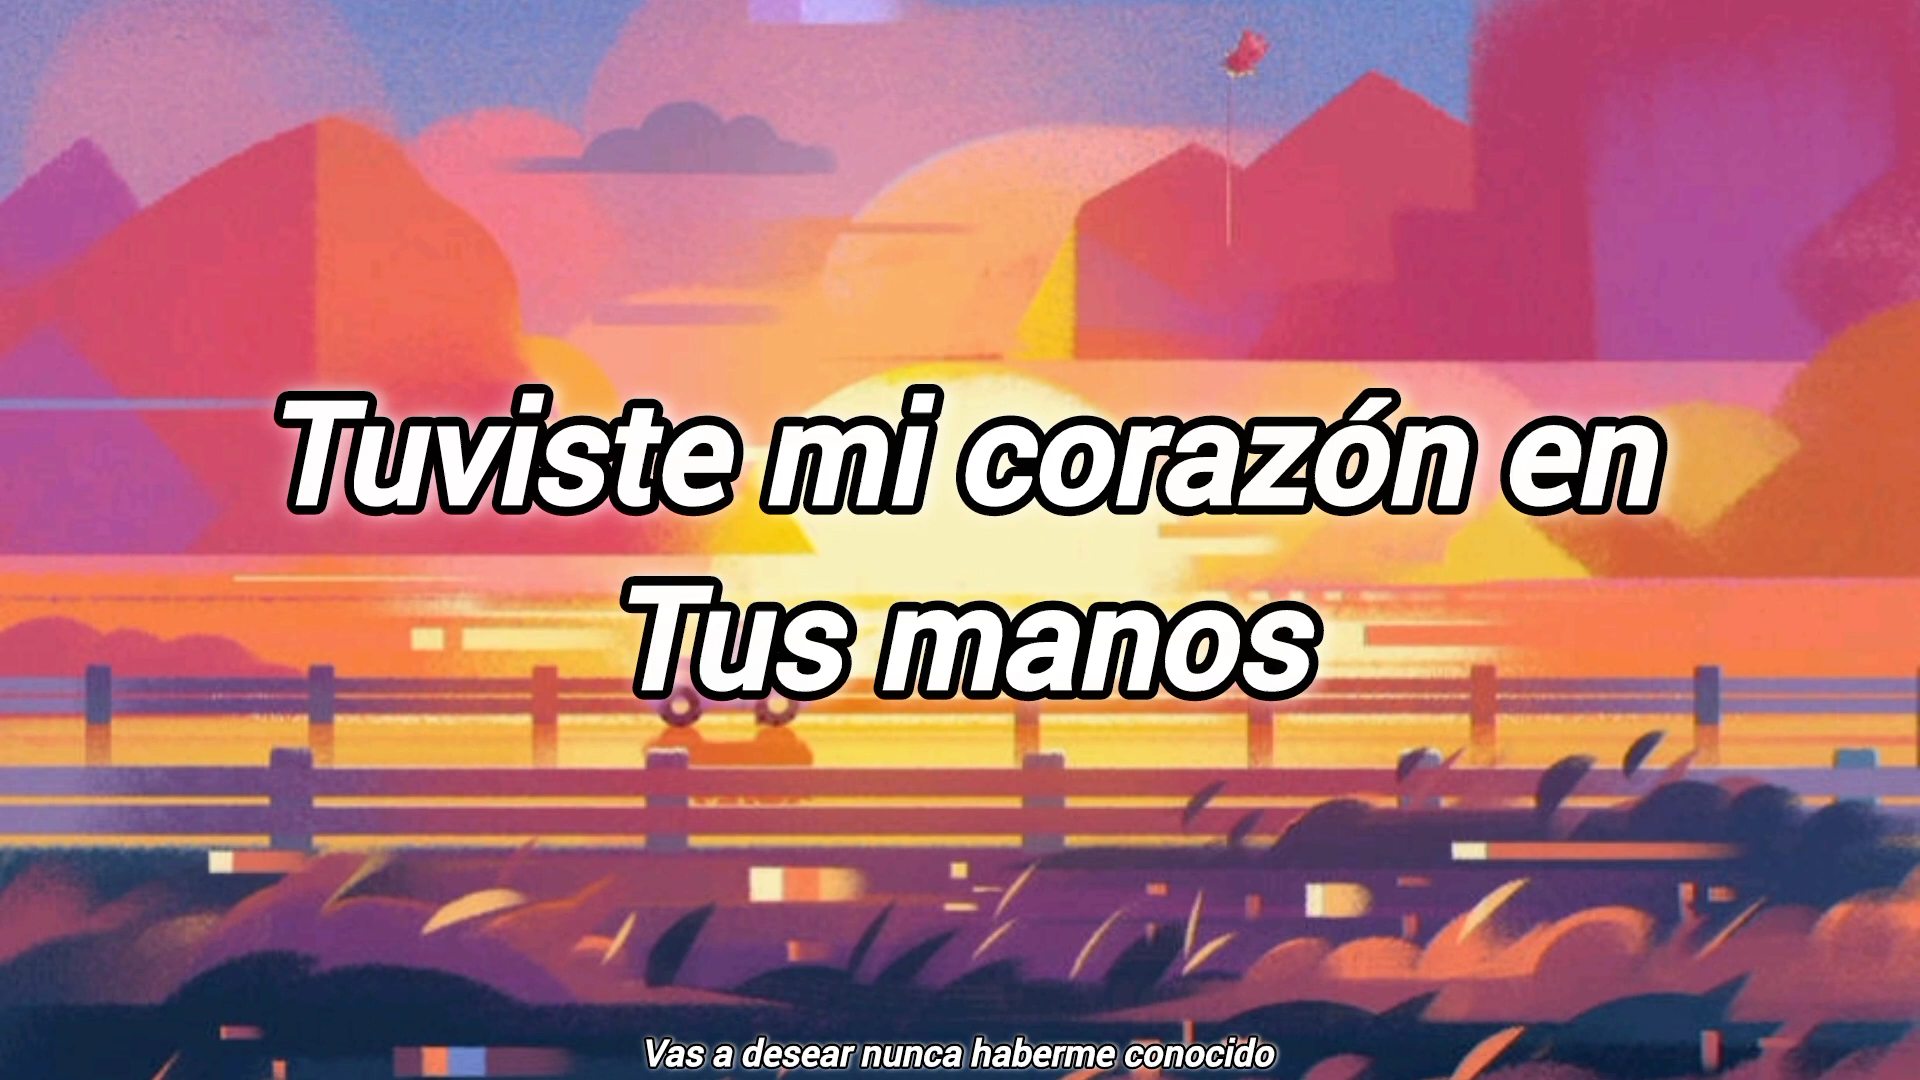 Tuviste mi corazón en
Tus manos
Vas a desear nunca haberme conocido